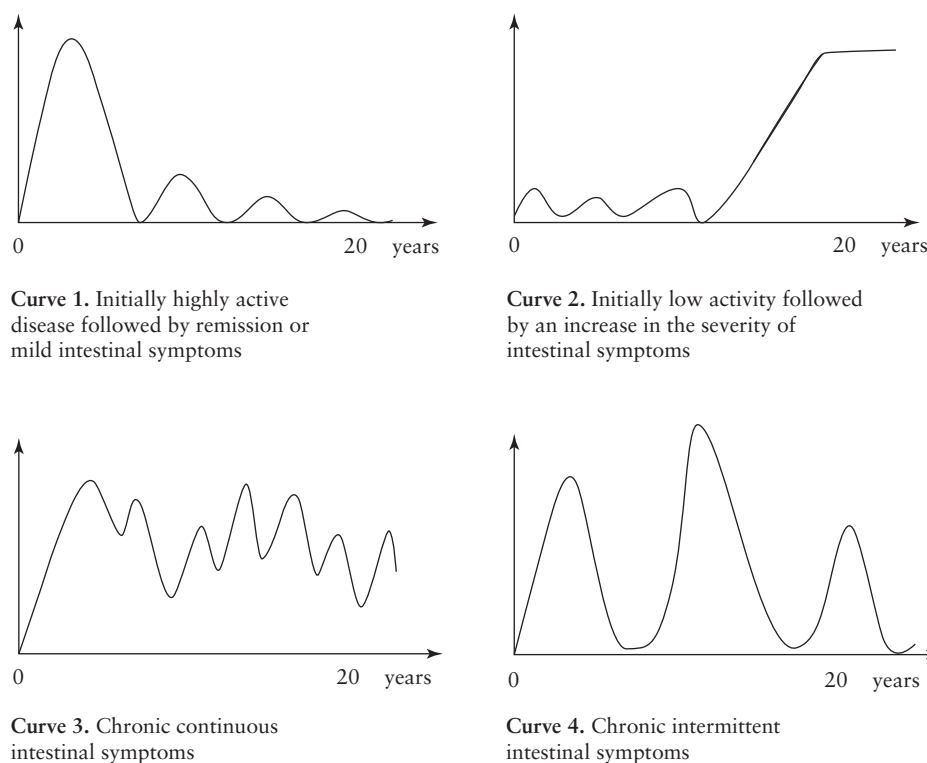 0 20 years
0 20 years
Curve 1. Initially highly active
disease followed by remission or
mild intestinal symptoms
Curve 2. Initially low activity followed
by an increase in the severity of
intestinal symptoms
0 20 years
0 20 years
Curve 3. Chronic continuous
intestinal symptoms
Curve 4. Chronic intermittent
intestinal symptoms